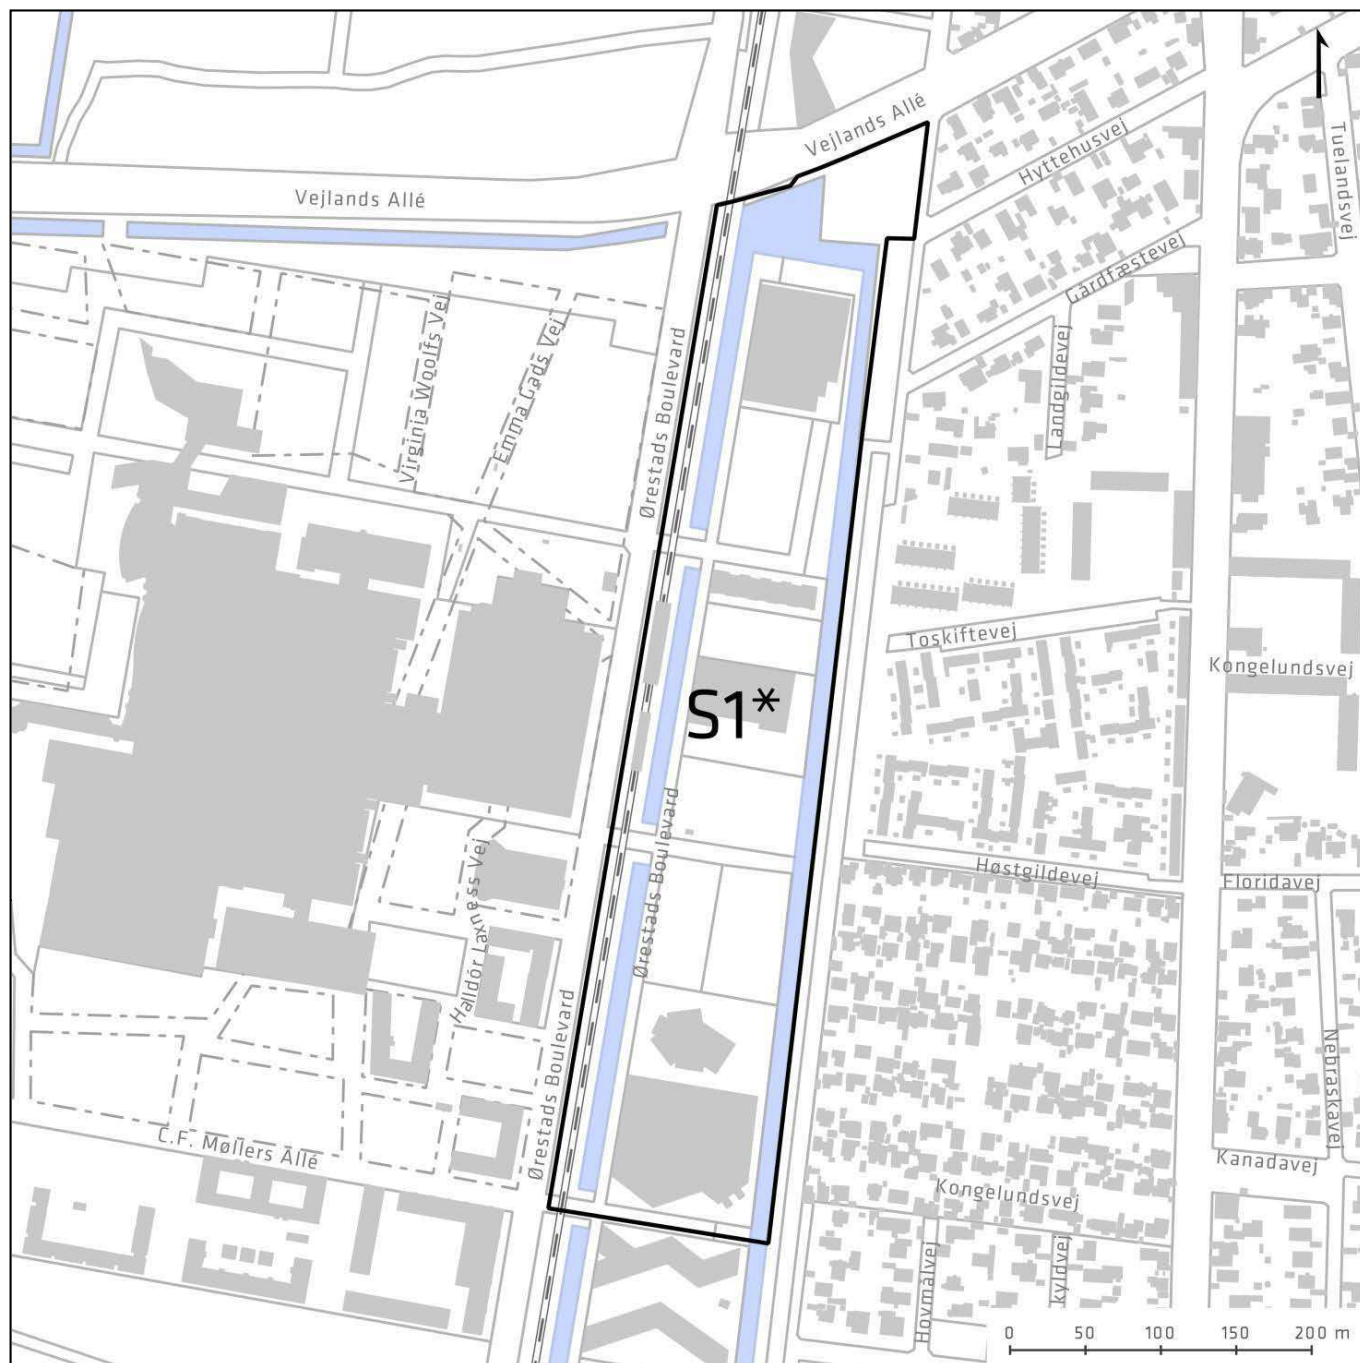 Vejlands Allé
Vejlands Allé
Hyttehusvej
Tuelandsvej
Gårdfæstevej
Landgildevej
Virginia Woolfs Vej
Emma Gads Vej
Ørestads Boulevard
Toskiftevej
Kongelundsvej
S1*
Ørestads Boulevard
Høstgildevej
Floridavej
Halldór Laxness Vej
Ørestads Boulevard
Nebraskavej
C.F. Møllers Allé
Kanadavej
Kongelundsvej
Hovmålvej
kyldvej
0 50 100 150 200 m